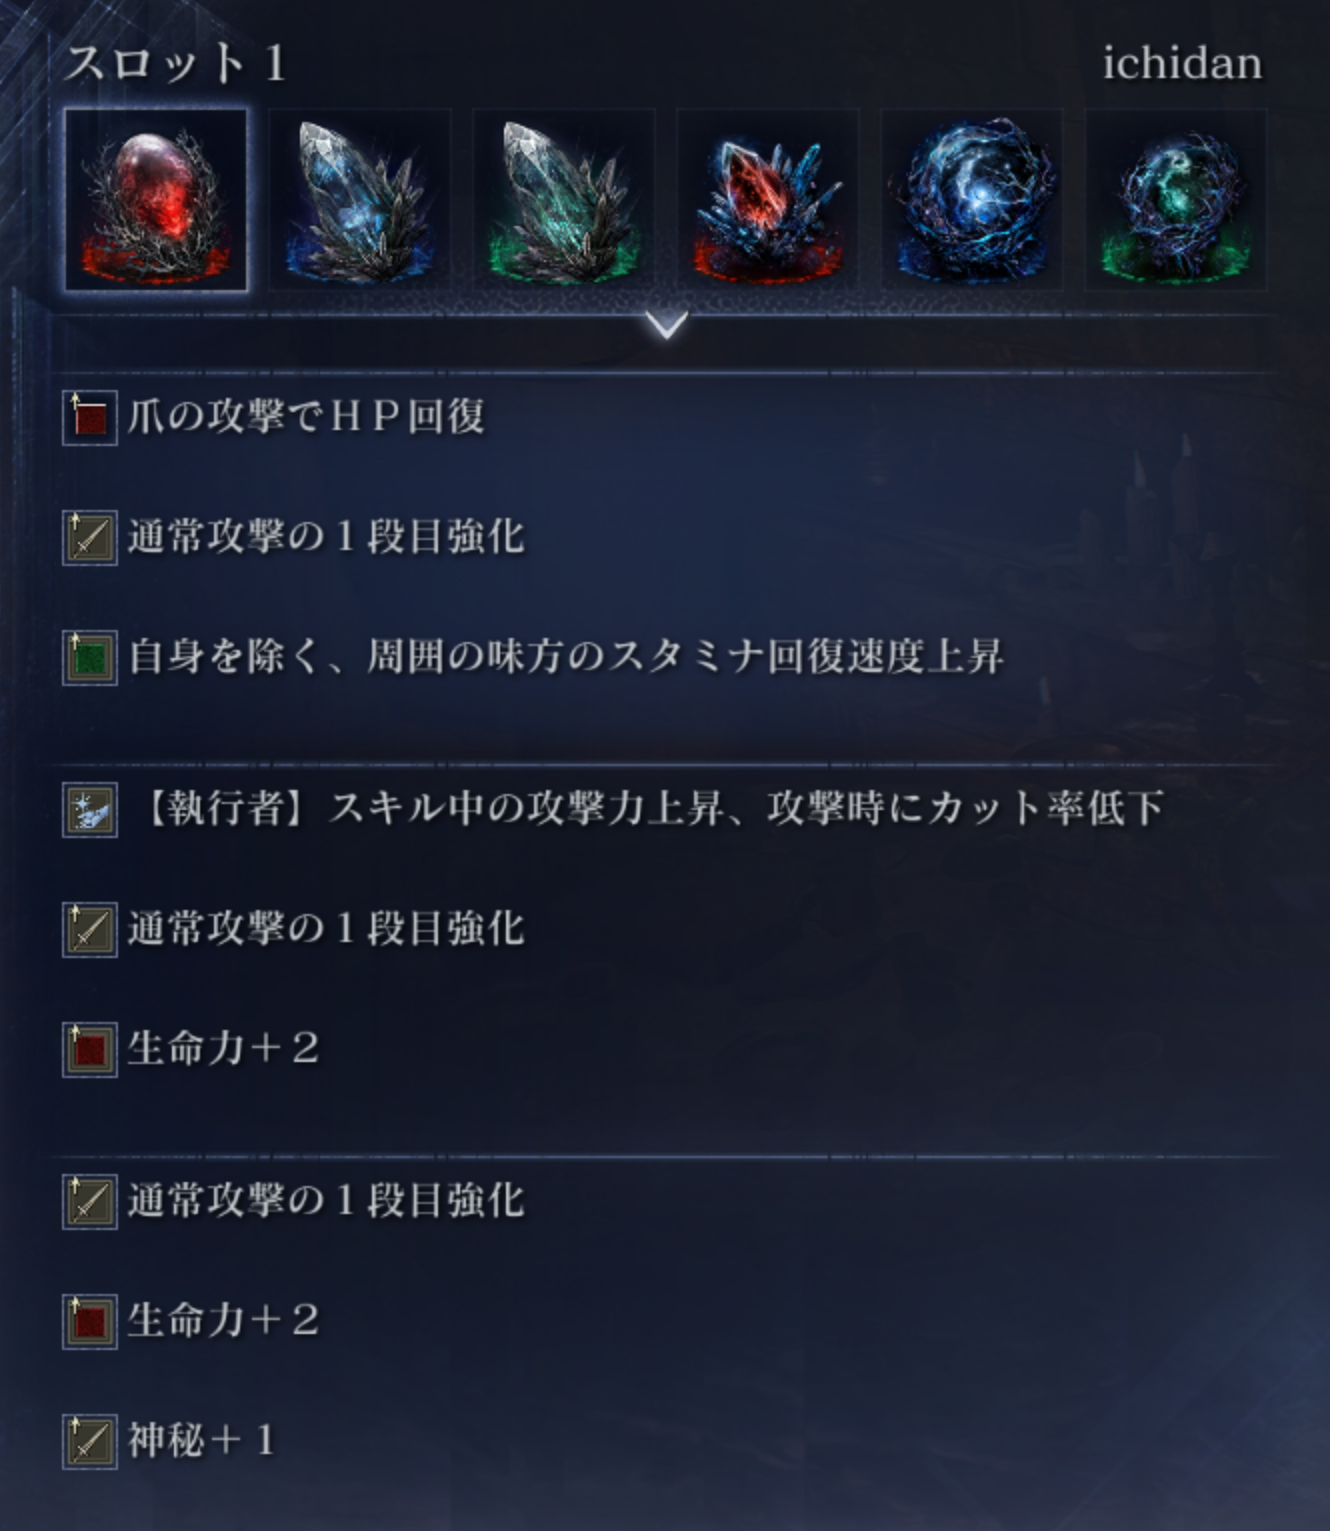 スロット１
ichidan
爪の攻撃でＨＰ回復
通常攻撃の１段目強化
自身を除く、周囲の味方のスタミナ回復速度上昇
【執行者】スキル中の攻撃力上昇、攻撃時にカット率低下
通常攻撃の１段目強化
生命力＋２
通常攻撃の１段目強化
生命力＋２
神秘＋１